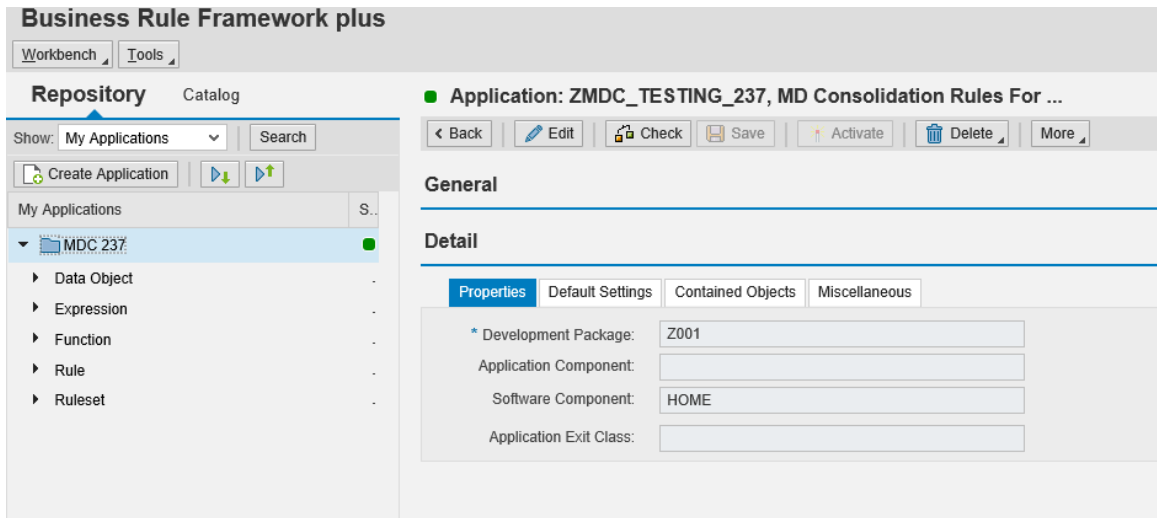 Business Rule Framework plus
Workbench Tools
Repository Catalog
Show: My Applications Search
Create Application
My Applications S..
MDC 237
Data Object .
Expression .
Function .
Rule .
Ruleset .
Application: ZMDC_TESTING_237, MD Consolidation Rules For ...
Back Edit Check Save Activate Delete More
General
Detail
Properties Default Settings Contained Objects Miscellaneous
* Development Package: Z001
Application Component:
Software Component: HOME
Application Exit Class: